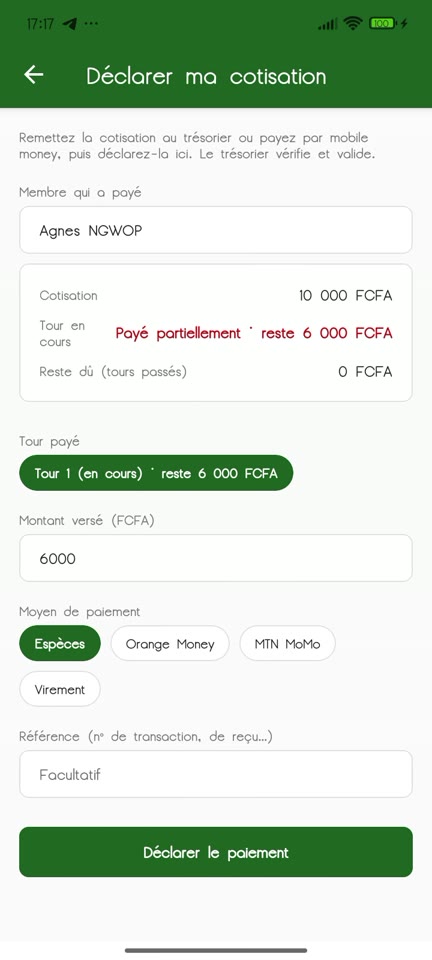 17:17
100
Déclarer ma cotisation
Remettez la cotisation au trésorier ou payez par mobile
money, puis déclarez-la ici. Le trésorier vérifie et valide.
Membre qui a payé
Agnes NGWOP
Cotisation 10 000 FCFA
Tour en cours Payé partiellement · reste 6 000 FCFA
Reste dû (tours passés) 0 FCFA
Tour payé
Tour 1 (en cours) · reste 6 000 FCFA
Montant versé (FCFA)
6000
Moyen de paiement
Espèces Orange Money MTN MoMo
Virement
Référence (n° de transaction, de reçu...)
Facultatif
Déclarer le paiement